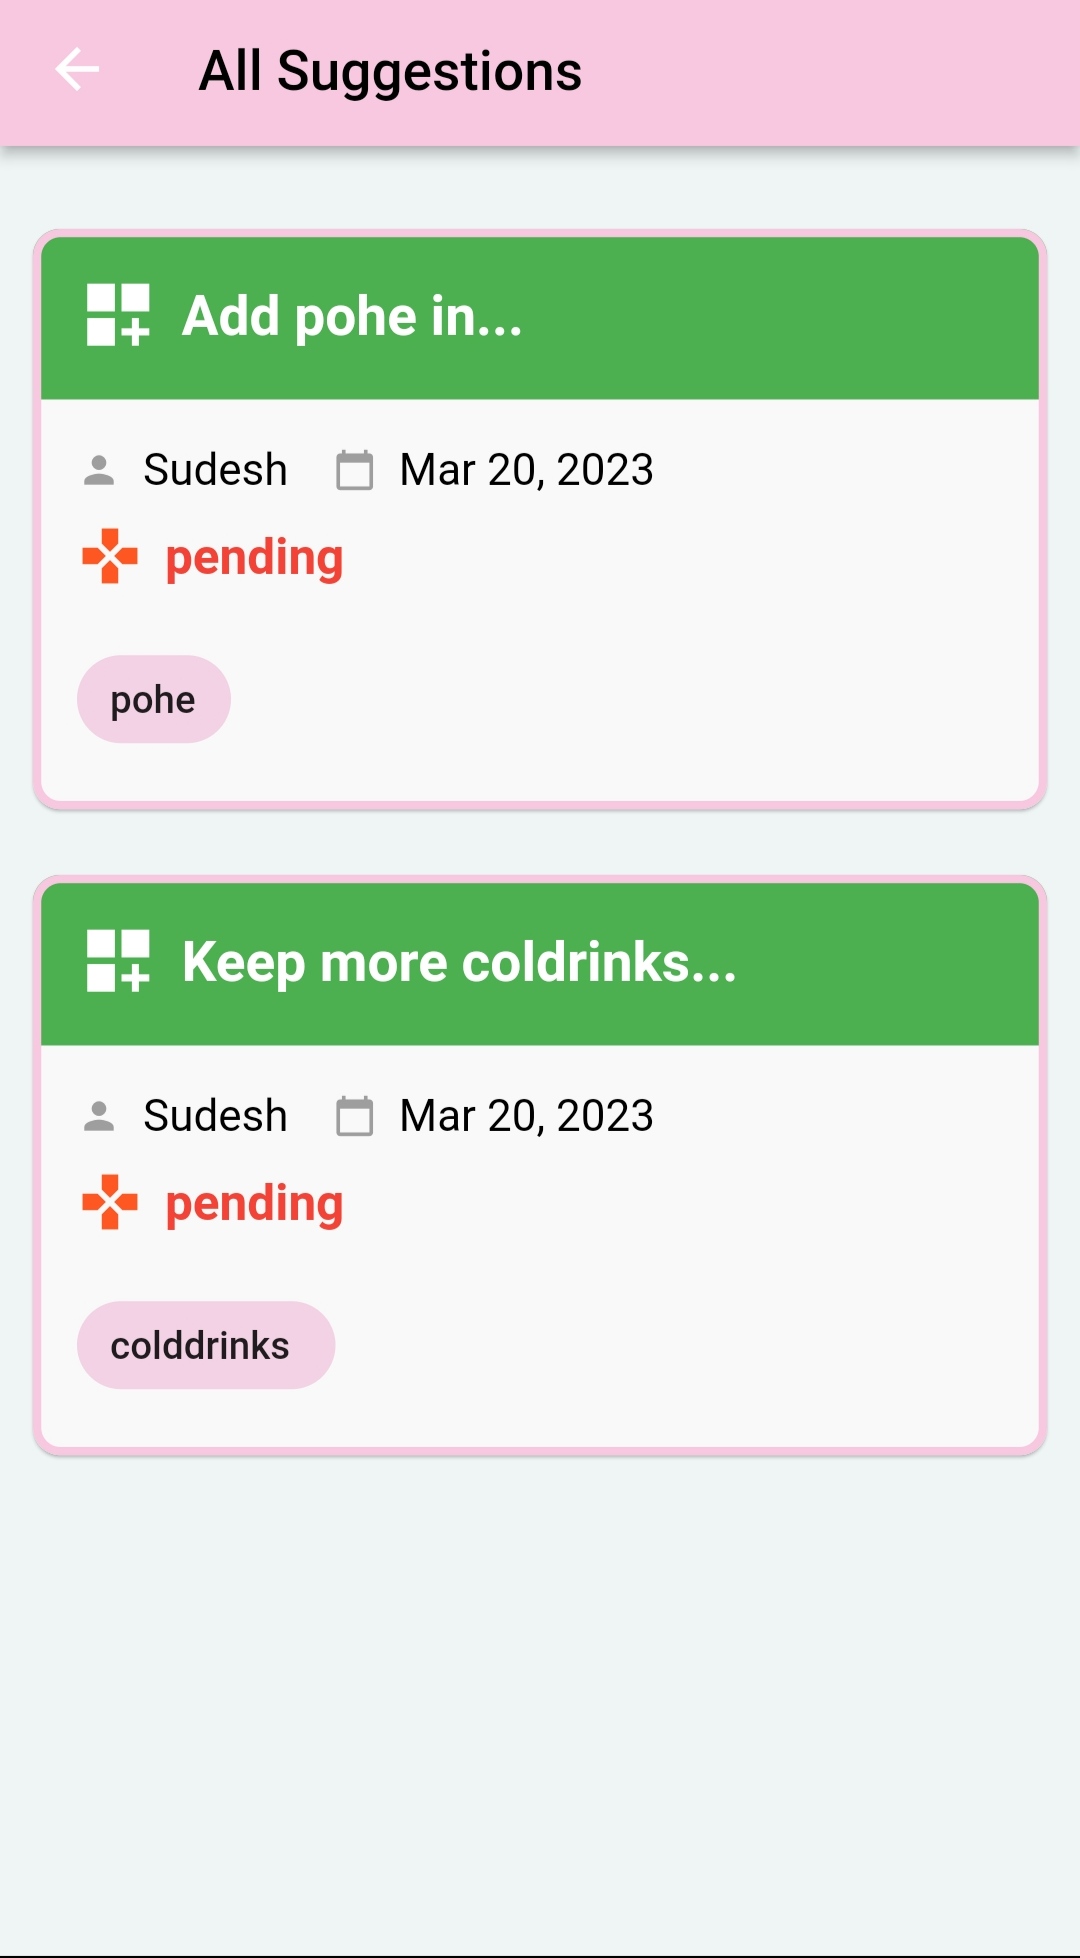 All Suggestions
Add pohe in...
Sudesh Mar 20, 2023
pending
pohe
Keep more coldrinks...
Sudesh Mar 20, 2023
pending
colddrinks